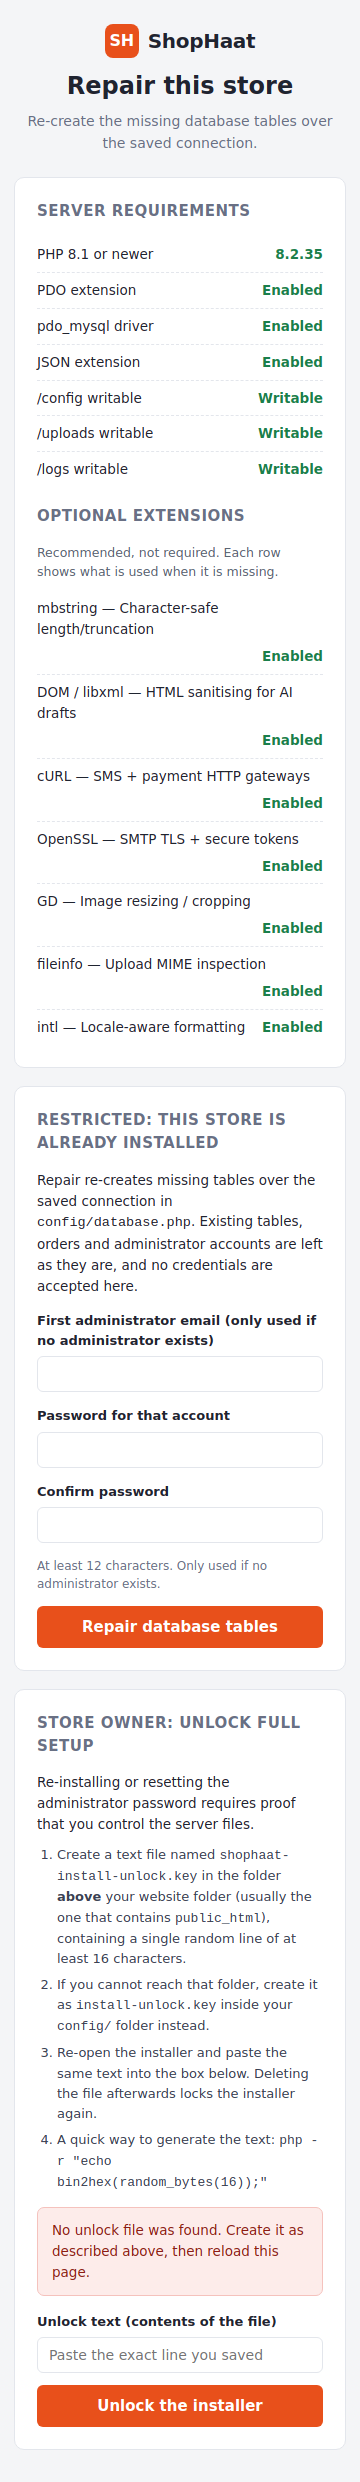 SH ShopHaat
Repair this store
Re-create the missing database tables over
the saved connection.
SERVER REQUIREMENTS
PHP 8.1 or newer 8.2.35
PDO extension Enabled
pdo_mysql driver Enabled
JSON extension Enabled
/config writable Writable
/uploads writable Writable
/logs writable Writable
OPTIONAL EXTENSIONS
Recommended, not required. Each row
shows what is used when it is missing.
mbstring — Character-safe
length/truncation
Enabled
DOM / libxml — HTML sanitising for AI
drafts
Enabled
cURL — SMS + payment HTTP gateways
Enabled
OpenSSL — SMTP TLS + secure tokens
Enabled
GD — Image resizing / cropping
Enabled
fileinfo — Upload MIME inspection
Enabled
intl — Locale-aware formatting Enabled
RESTRICTED: THIS STORE IS
ALREADY INSTALLED
Repair re-creates missing tables over the
saved connection in
config/database.php. Existing tables,
orders and administrator accounts are left
as they are, and no credentials are
accepted here.
First administrator email (only used if
no administrator exists)
Password for that account
Confirm password
At least 12 characters. Only used if no
administrator exists.
Repair database tables
STORE OWNER: UNLOCK FULL
SETUP
Re-installing or resetting the
administrator password requires proof
that you control the server files.
1. Create a text file named shophaat-
install-unlock.key in the folder
above your website folder (usually the
one that contains public_html),
containing a single random line of at
least 16 characters.
2. If you cannot reach that folder, create it
as install-unlock.key inside your
config/ folder instead.
3. Re-open the installer and paste the
same text into the box below. Deleting
the file afterwards locks the installer
again.
4. A quick way to generate the text: php -
r "echo
bin2hex(random_bytes(16));"
No unlock file was found. Create it as
described above, then reload this
page.
Unlock text (contents of the file)
Paste the exact line you saved
Unlock the installer